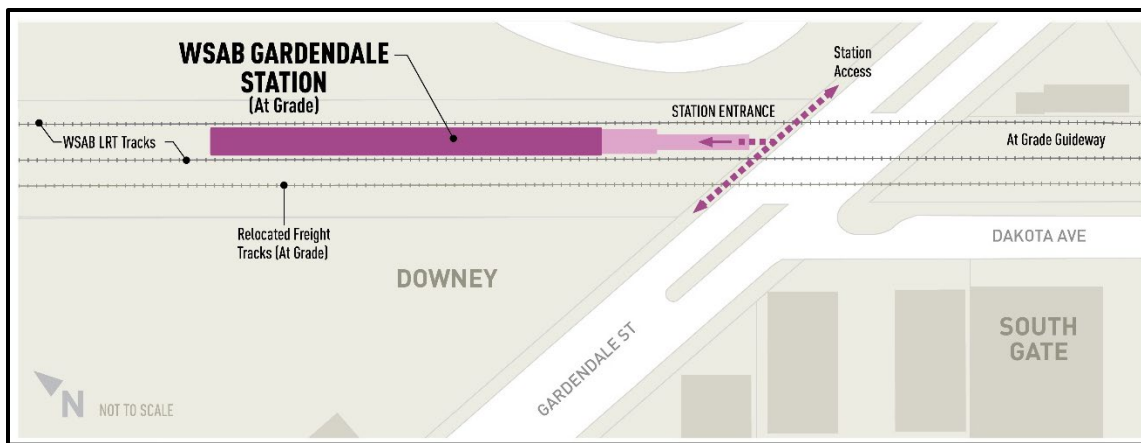 WSAB GARDENDALE
STATION
(At Grade)
Station
Access
STATION ENTRANCE
WSAB LRT Tracks
At Grade Guideway
Relocated Freight
Tracks (At Grade)
DOWNEY
DAKOTA AVE
GARDENDALE ST
SOUTH
GATE
N
NOT TO SCALE